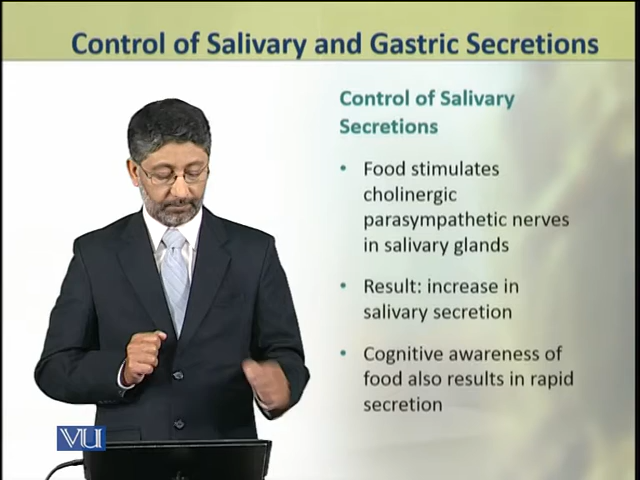 Control of Salivary and Gastric Secretions
Control of Salivary
Secretions
• Food stimulates
cholinergic
parasympathetic nerves
in salivary glands
• Result: increase in
salivary secretion
• Cognitive awareness of
food also results in rapid
secretion
VU